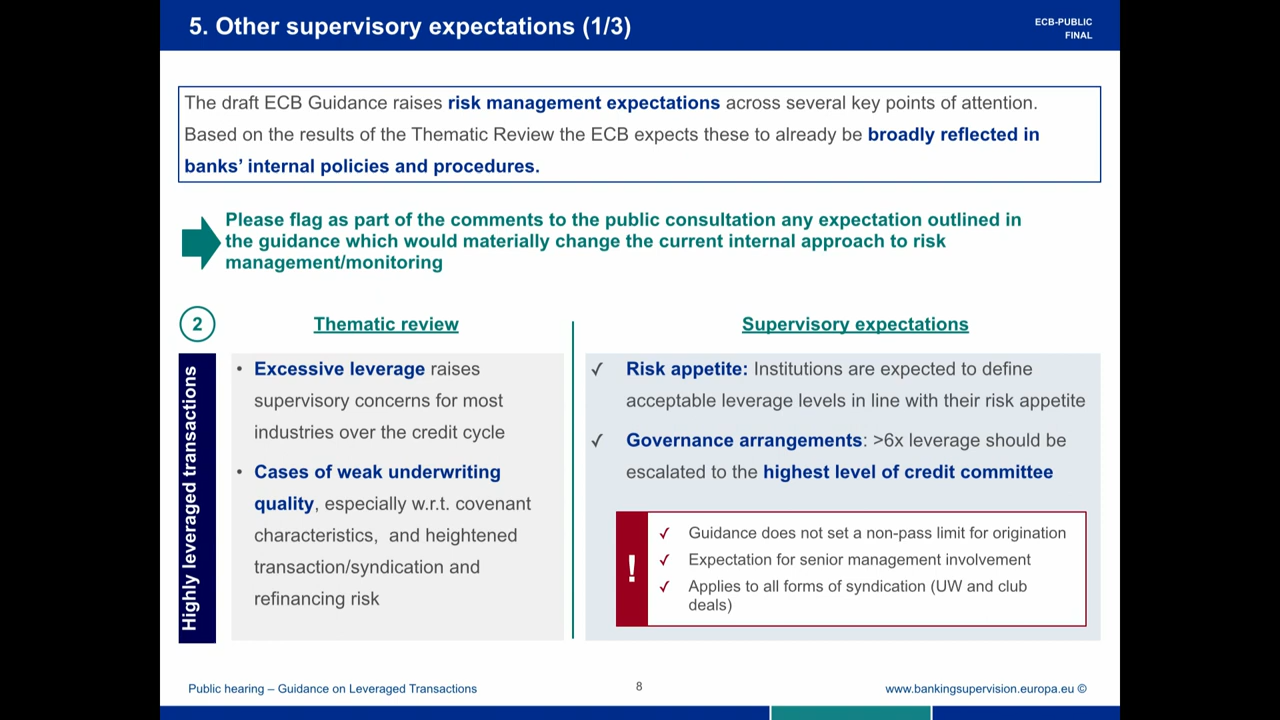 5. Other supervisory expectations (1/3)
ECB-PUBLIC
FINAL
The draft ECB Guidance raises risk management expectations across several key points of attention.
Based on the results of the Thematic Review the ECB expects these to already be broadly reflected in
banks’ internal policies and procedures.
Please flag as part of the comments to the public consultation any expectation outlined in
the guidance which would materially change the current internal approach to risk
management/monitoring
2
Thematic review
Highly leveraged transactions
• Excessive leverage raises
supervisory concerns for most
industries over the credit cycle
• Cases of weak underwriting
quality, especially w.r.t. covenant
characteristics, and heightened
transaction/syndication and
refinancing risk
Supervisory expectations
✓ Risk appetite: Institutions are expected to define
acceptable leverage levels in line with their risk appetite
✓ Governance arrangements: >6x leverage should be
escalated to the highest level of credit committee
!
✓ Guidance does not set a non-pass limit for origination
✓ Expectation for senior management involvement
✓ Applies to all forms of syndication (UW and club
deals)
Public hearing – Guidance on Leveraged Transactions
8
www.bankingsupervision.europa.eu ©